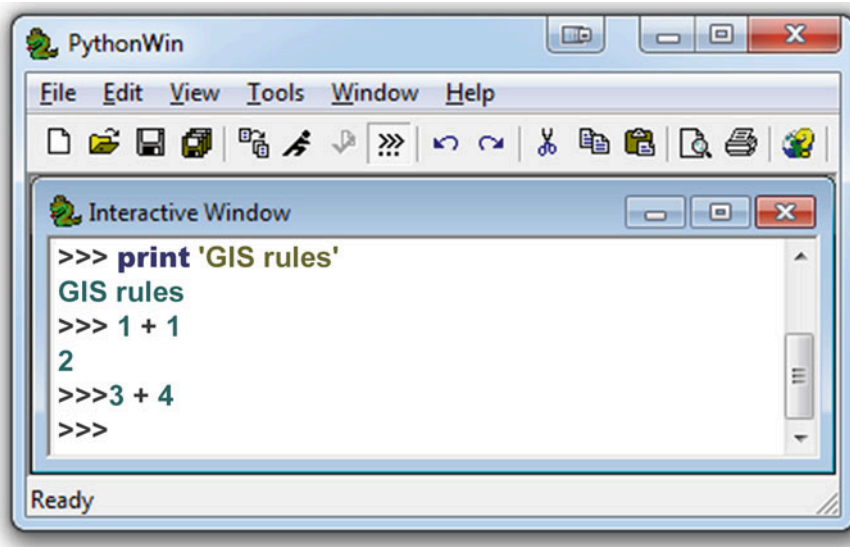 PythonWin
File Edit View Tools Window Help
Interactive Window
>>> print 'GIS rules'
GIS rules
>>> 1 + 1
2
>>>3 + 4
>>>
Ready